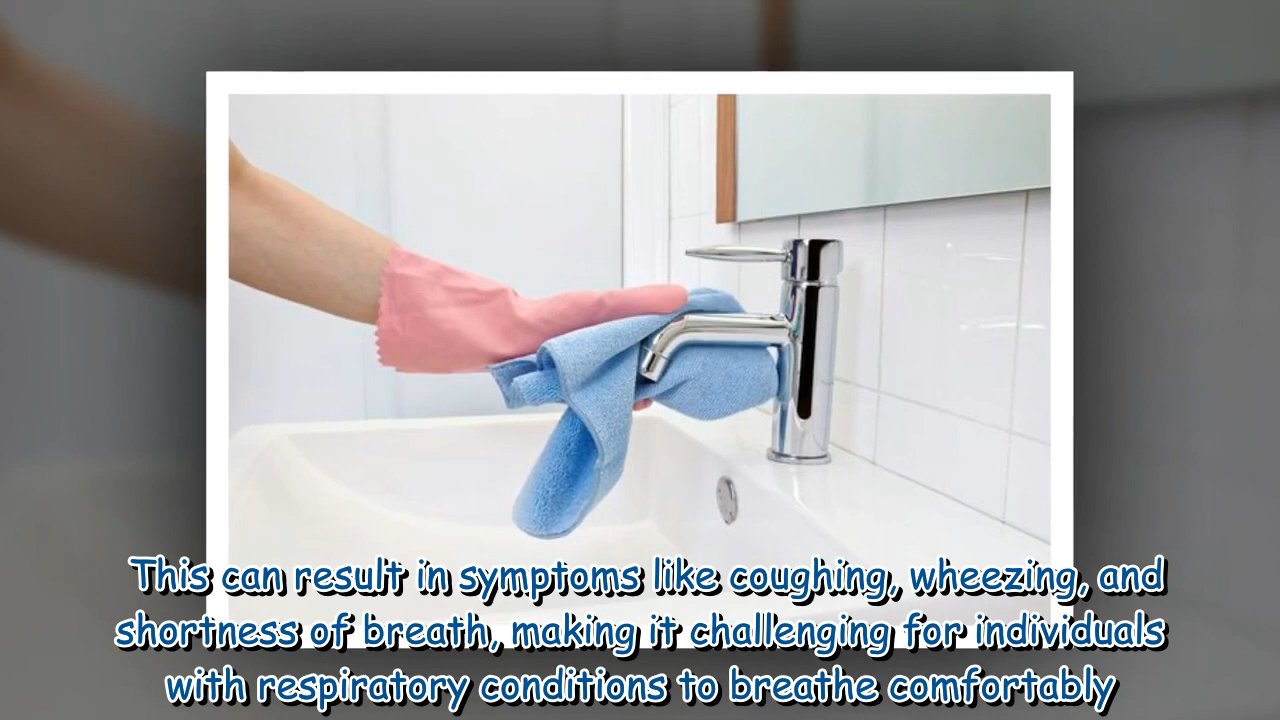 This can result in symptoms like coughing, wheezing, and
shortness of breath, making it challenging for individuals
with respiratory conditions to breathe comfortably